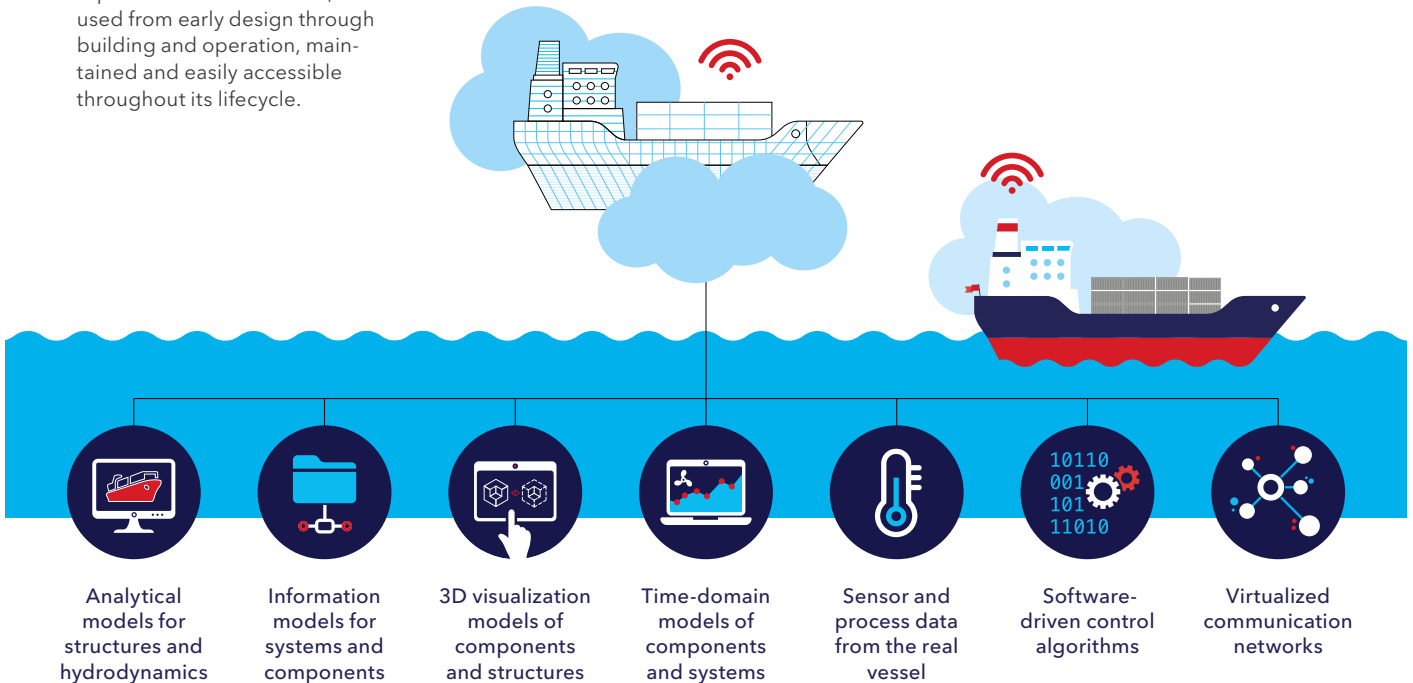 used from early design through
building and operation, main-
tained and easily accessible
throughout its lifecycle.
10110
001
101
11010
Analytical
models for
structures and
hydrodynamics
Information
models for
systems and
components
3D visualization
models of
components
and structures
Time-domain
models of
components
and systems
Sensor and
process data
from the real
vessel
Software-
driven control
algorithms
Virtualized
communication
networks